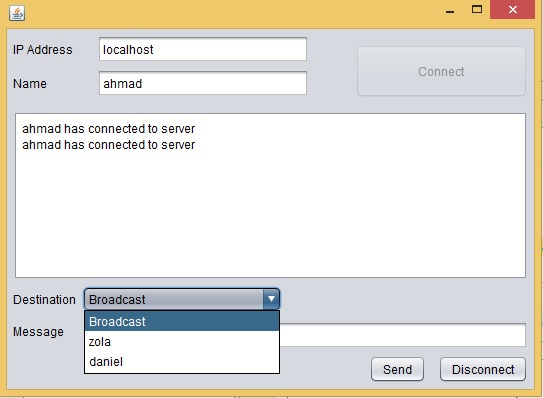 IP Address localhost
Connect
Name ahmad
ahmad has connected to server
ahmad has connected to server
Destination Broadcast
Broadcast
zola
daniel
Message
Send Disconnect